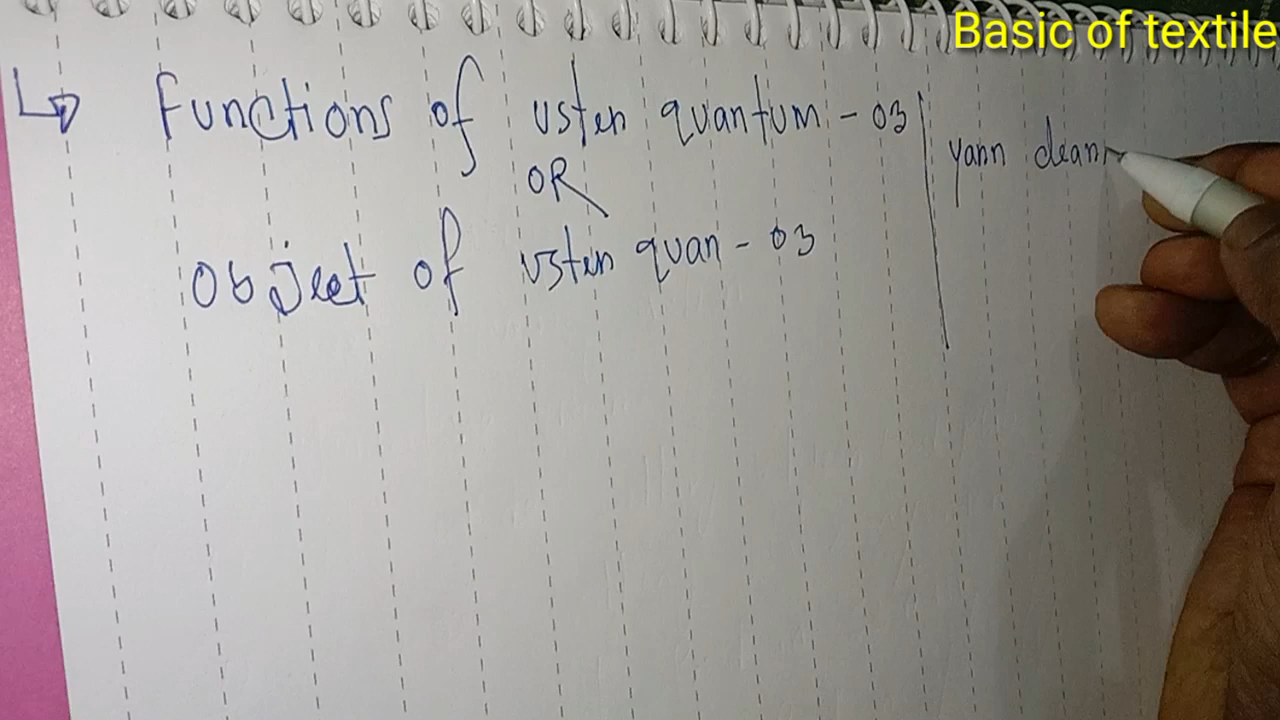 Basic of textile
Functions of uster quantum - 03
OR
Object of uster quan - 03
yarn clean